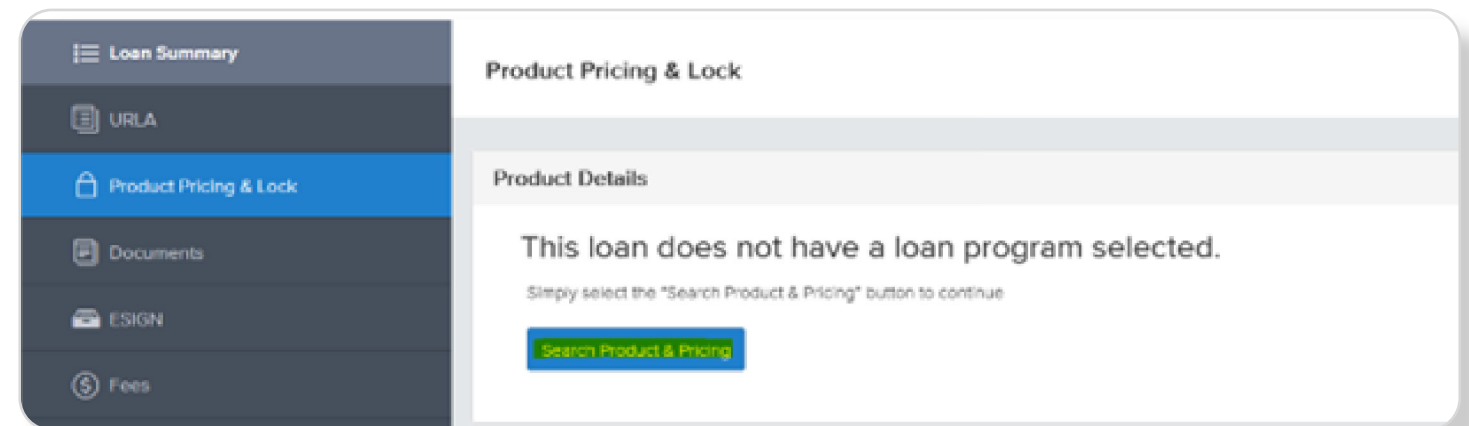 Loan Summary
URLA
Product Pricing & Lock
Documents
ESIGN
Fees
Product Pricing & Lock
Product Details
This loan does not have a loan program selected.
Simply select the "Search Product & Pricing" button to continue
Search Product & Pricing